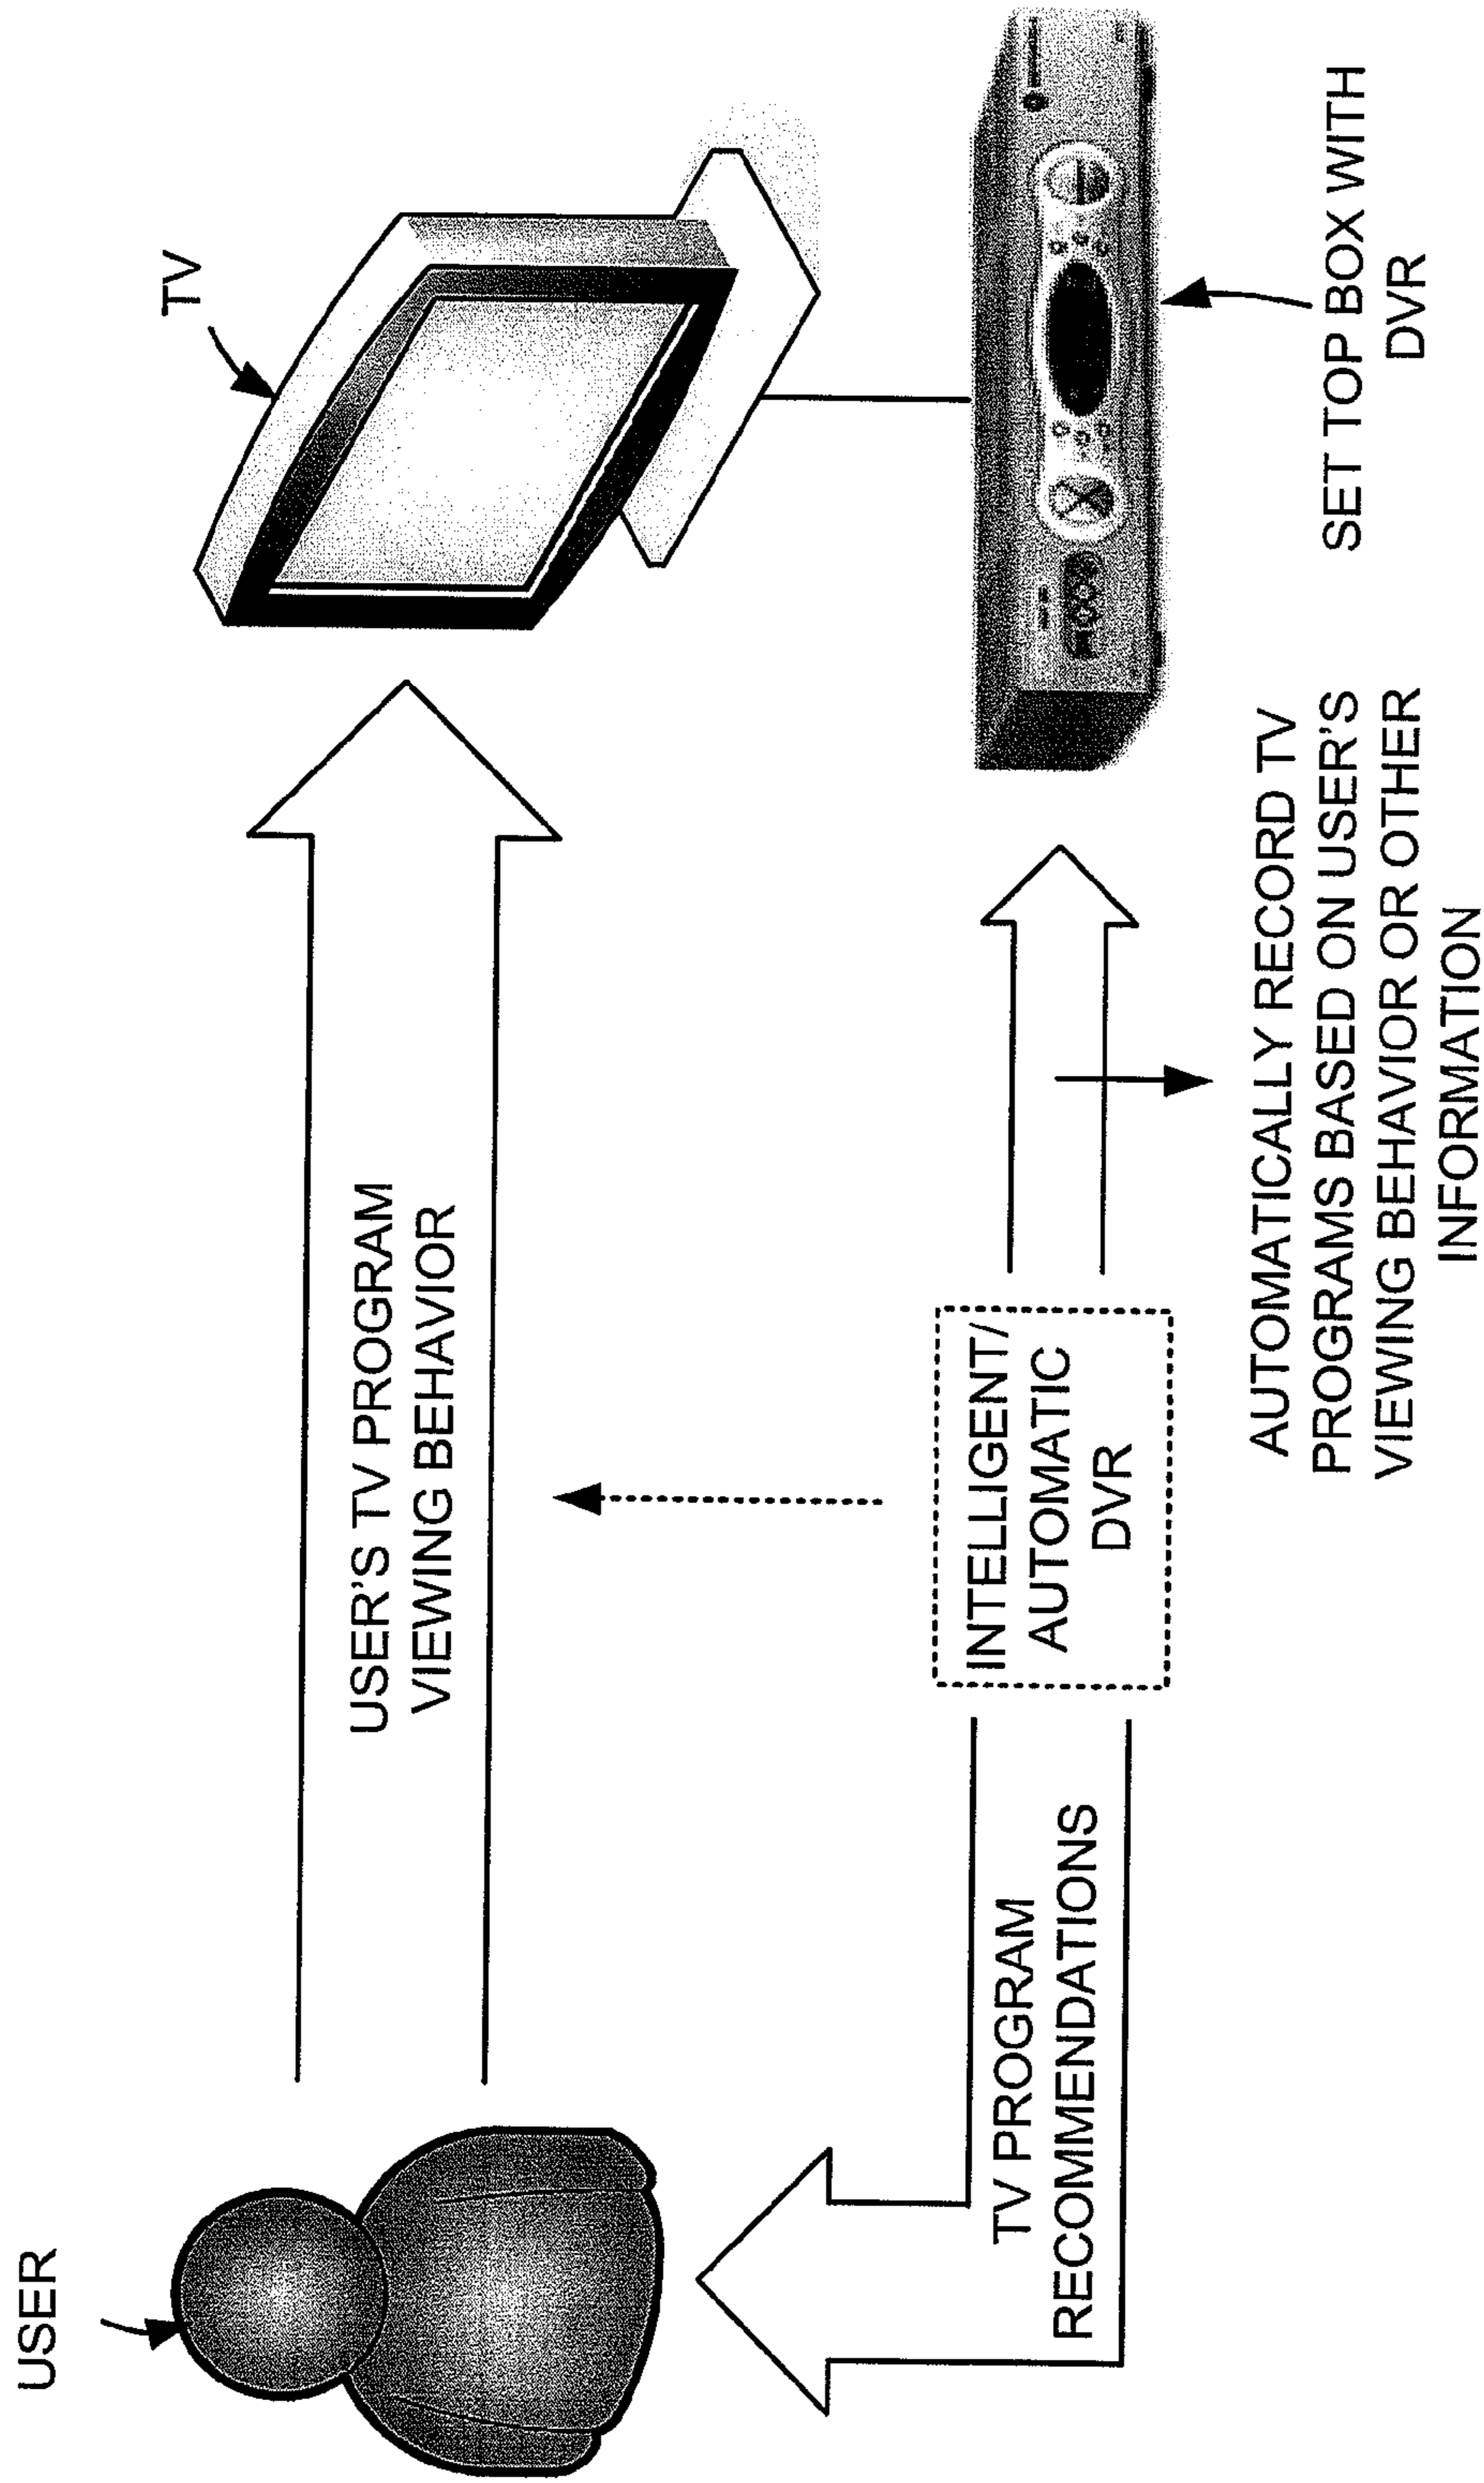 USER
TV
USER'S TV PROGRAM
VIEWING BEHAVIOR
INTELLIGENT/
AUTOMATIC
DVR
TV PROGRAM
RECOMMENDATIONS
SET TOP BOX WITH
DVR
AUTOMATICALLY RECORD TV
PROGRAMS BASED ON USER'S
VIEWING BEHAVIOR OR OTHER
INFORMATION